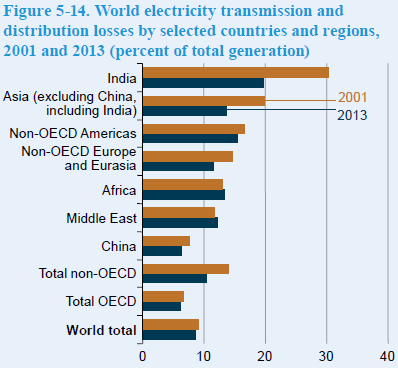 Figure 5-14. World electricity transmission and
distribution losses by selected countries and regions,
2001 and 2013 (percent of total generation)
India
Asia (excluding China,
including India)
2001
2013
Non-OECD Americas
Non-OECD Europe
and Eurasia
Africa
Middle East
China
Total non-OECD
Total OECD
World total
0 10 20 30 40